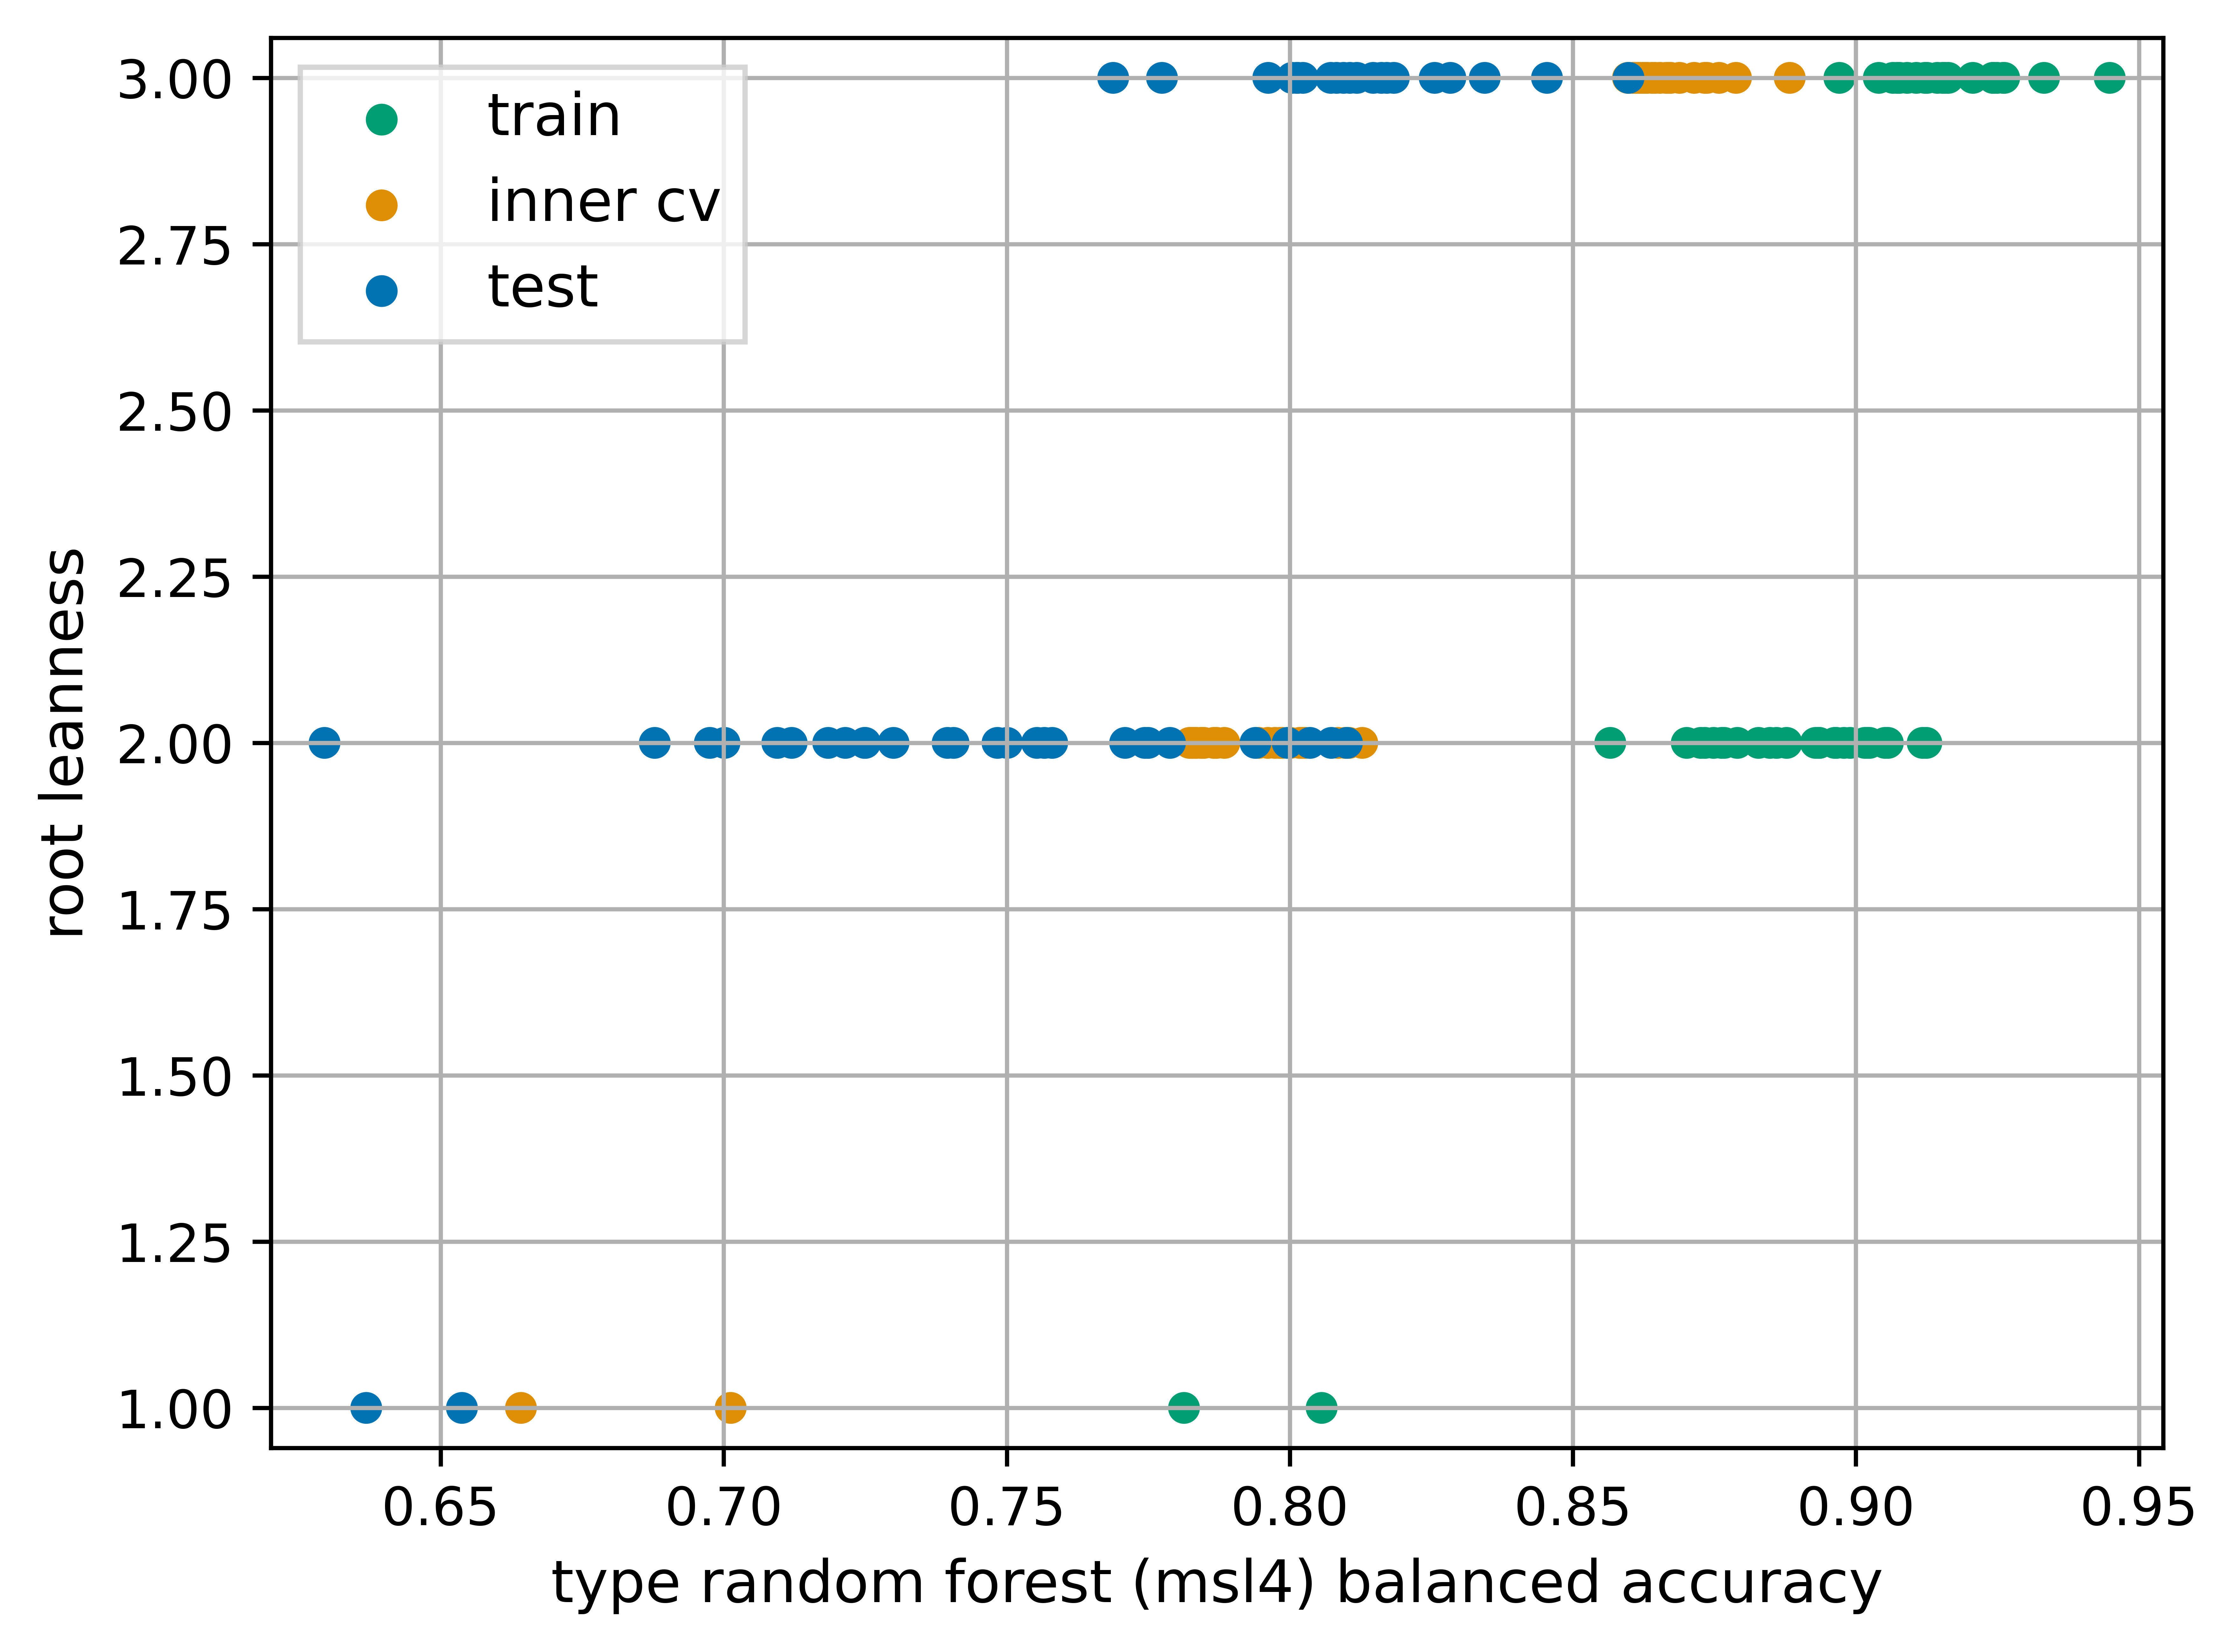 3.00
2.75
2.50
2.25
2.00
1.75
1.50
1.25
1.00
root leanness
train
inner cv
test
0.65 0.70 0.75 0.80 0.85 0.90 0.95
type random forest (msl4) balanced accuracy